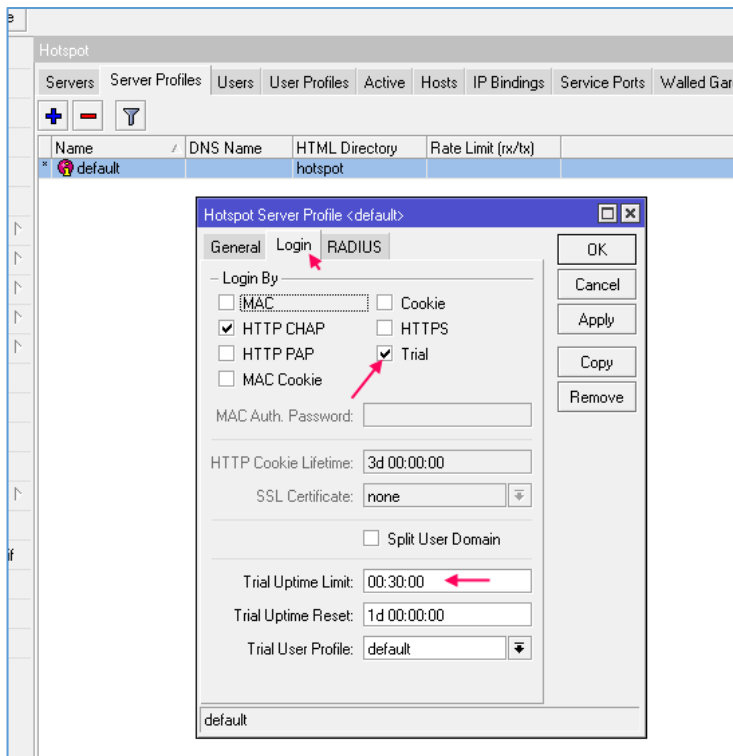 Hotspot
Servers Server Profiles Users User Profiles Active Hosts IP Bindings Service Ports Walled Gar
Name / DNS Name HTML Directory Rate Limit (rx/tx)
* default hotspot
Hotspot Server Profile <default>
General Login RADIUS
OK
Login By
Cancel
MAC Cookie
HTTP CHAP HTTPS
Apply
HTTP PAP Trial
Copy
MAC Cookie
Remove
MAC Auth. Password:
HTTP Cookie Lifetime: 3d 00:00:00
SSL Certificate: none
Split User Domain
if
Trial Uptime Limit: 00:30:00
Trial Uptime Reset: 1d 00:00:00
Trial User Profile: default
default